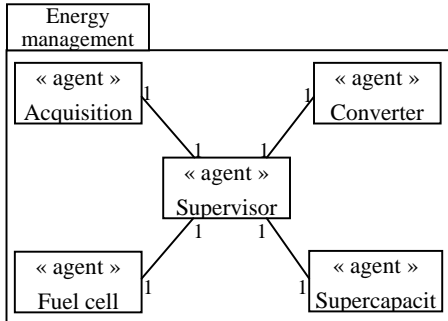 Energy
management
« agent »
Acquisition
« agent »
Converter
1
1
1
1
« agent »
Supervisor
1
1
« agent »
Fuel cell
1
1
« agent »
Supercapacit